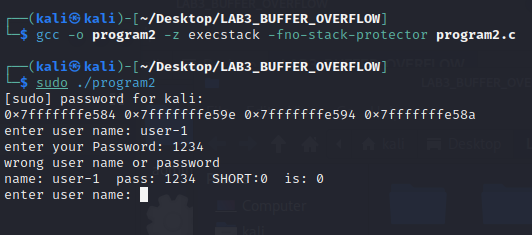 (kali㉿kali)-[~/Desktop/LAB3_BUFFER_OVERFLOW]
$ gcc -o program2 -z execstack -fno-stack-protector program2.c
(kali㉿kali)-[~/Desktop/LAB3_BUFFER_OVERFLOW]
$ sudo ./program2
[sudo] password for kali:
0×7fffffffe584 0×7fffffffe59e 0×7fffffffe594 0×7fffffffe58a
enter user name: user-1
enter your Password: 1234
wrong user name or password
name: user-1  pass: 1234  SHORT:0  is: 0
enter user name:
Computer